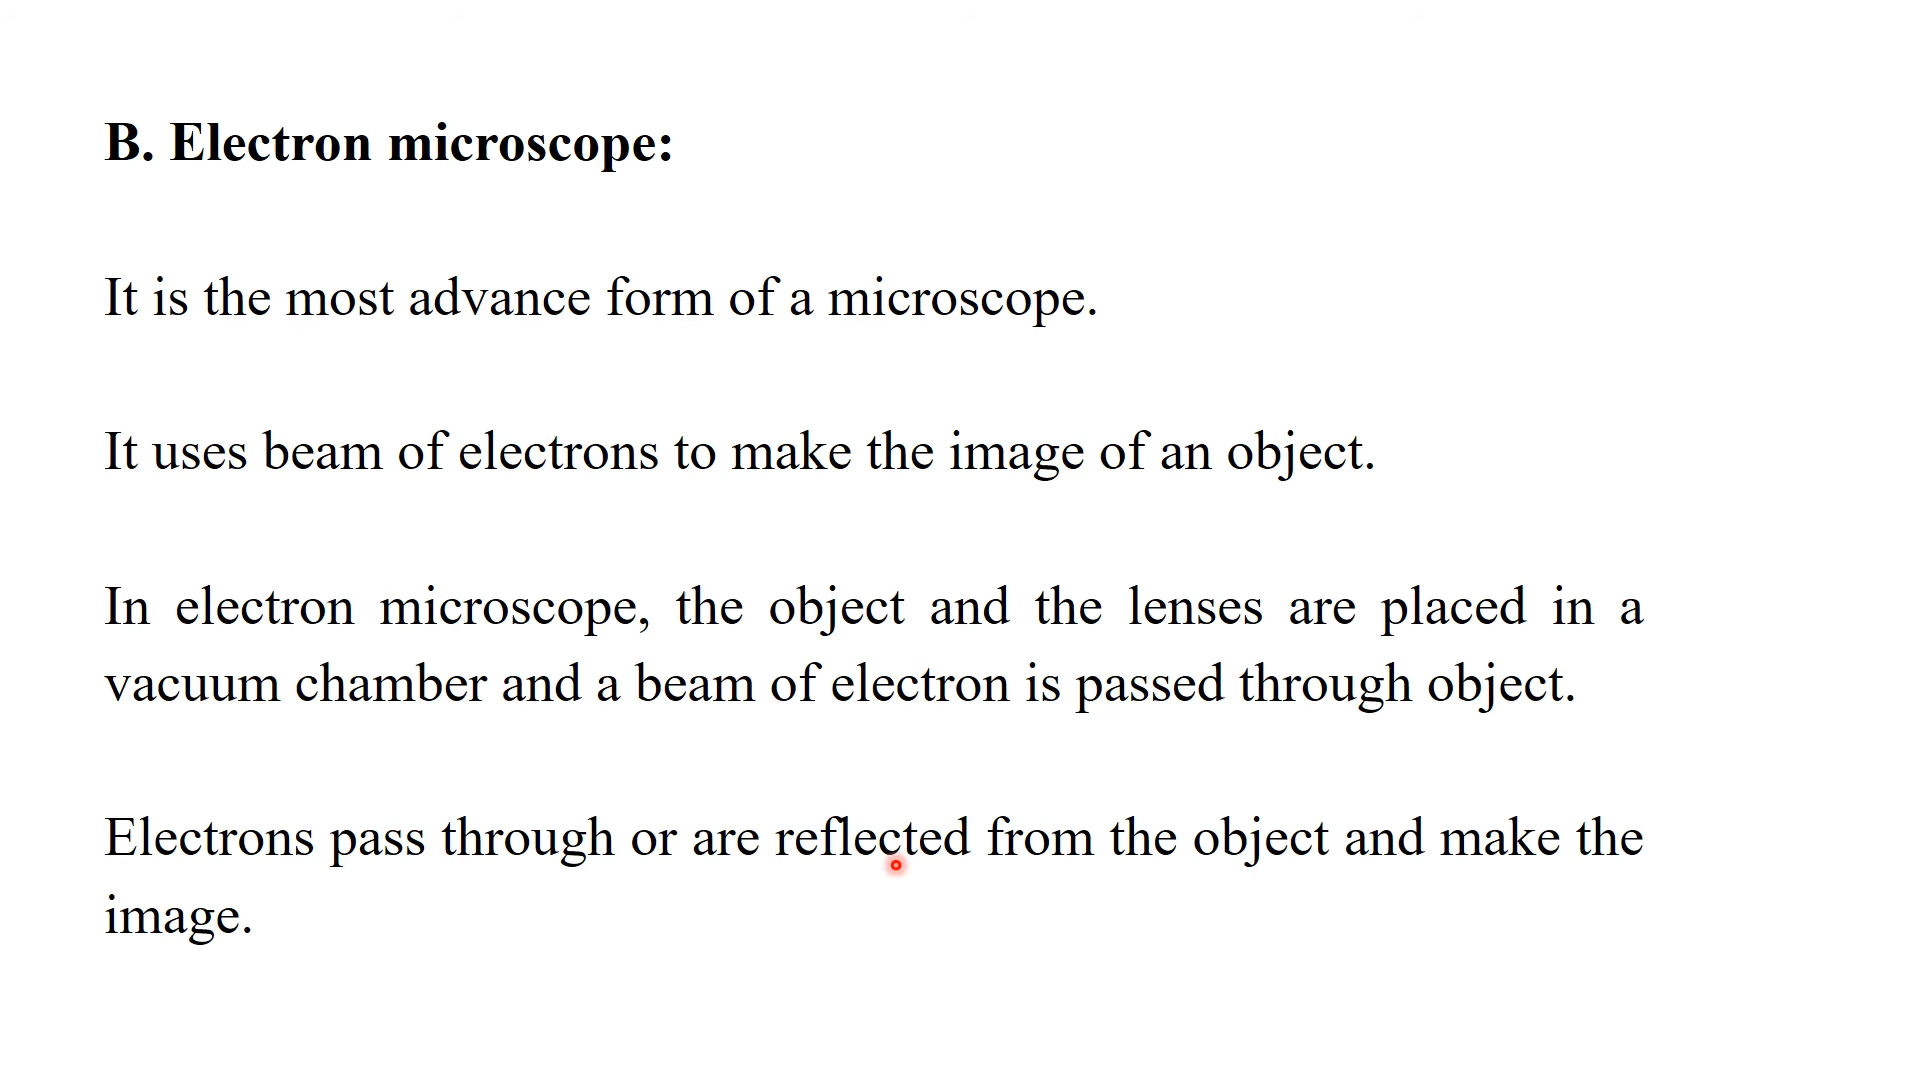 B. Electron microscope:
It is the most advance form of a microscope.
It uses beam of electrons to make the image of an object.
In electron microscope, the object and the lenses are placed in a
vacuum chamber and a beam of electron is passed through object.
Electrons pass through or are reflected from the object and make the
image.